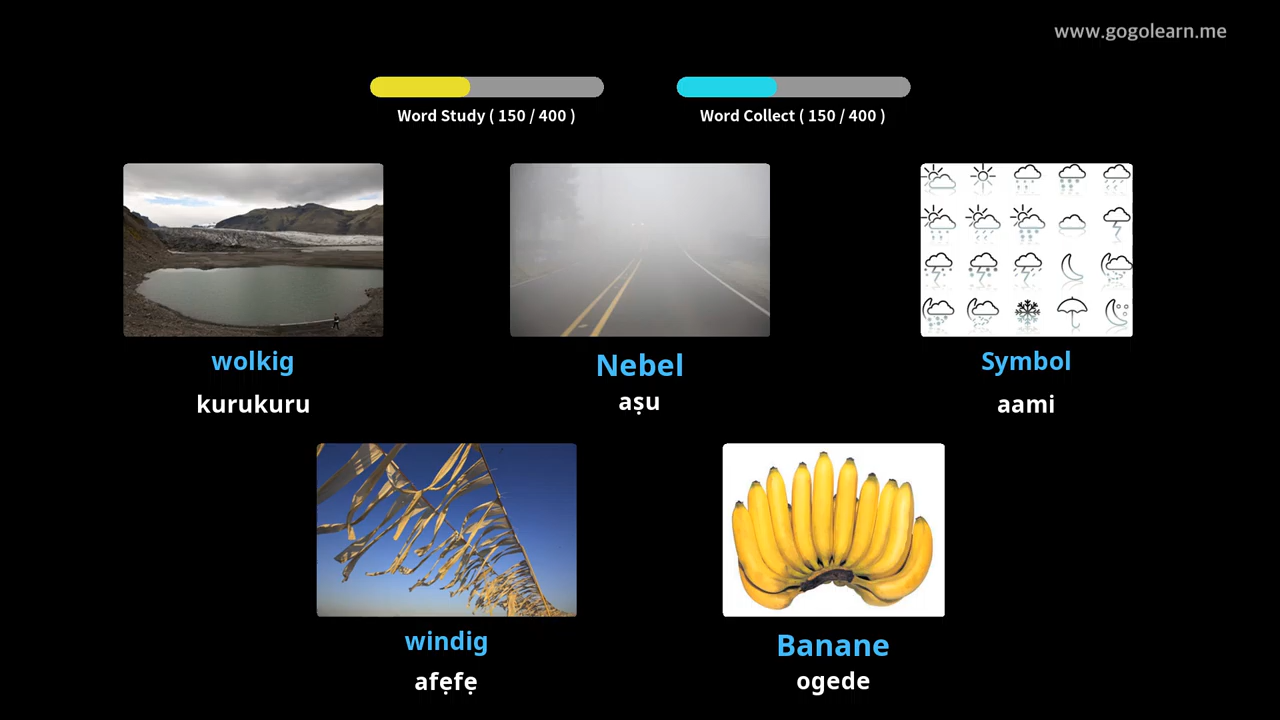 www.gogolearn.me
Word Study ( 150 / 400 )
Word Collect ( 150 / 400 )
wolkig
Nebel
Symbol
kurukuru
aṣu
aami
windig
Banane
afẹfẹ
ogede